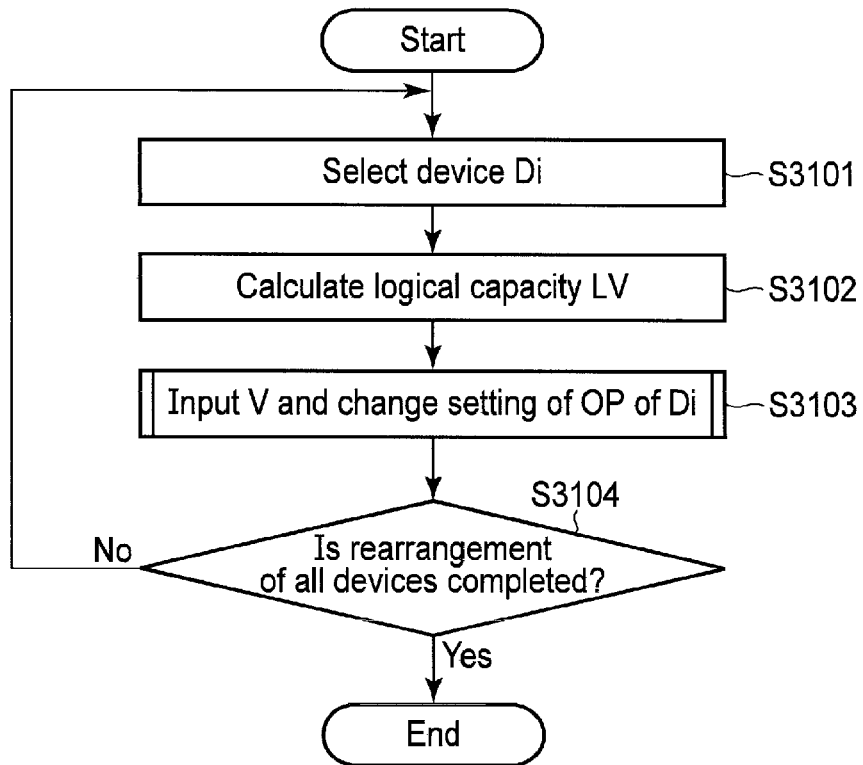 Start
Select device Di
S3101
Calculate logical capacity LV
S3102
Input V and change setting of OP of Di
S3103
S3104
Is rearrangement
of all devices completed?
No
Yes
End